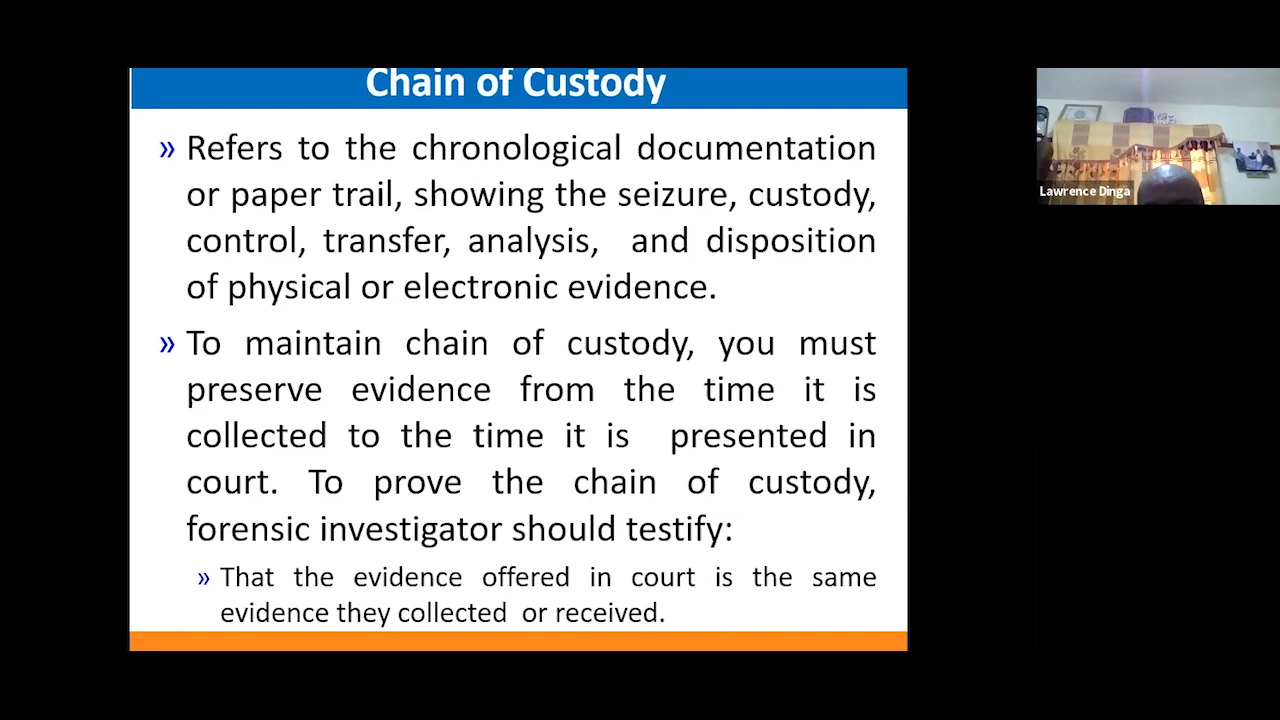 Chain of Custody
» Refers to the chronological documentation
or paper trail, showing the seizure, custody,
control, transfer, analysis, and disposition
of physical or electronic evidence.
» To maintain chain of custody, you must
preserve evidence from the time it is
collected to the time it is presented in
court. To prove the chain of custody,
forensic investigator should testify:
» That the evidence offered in court is the same
evidence they collected or received.
Lawrence Dinga